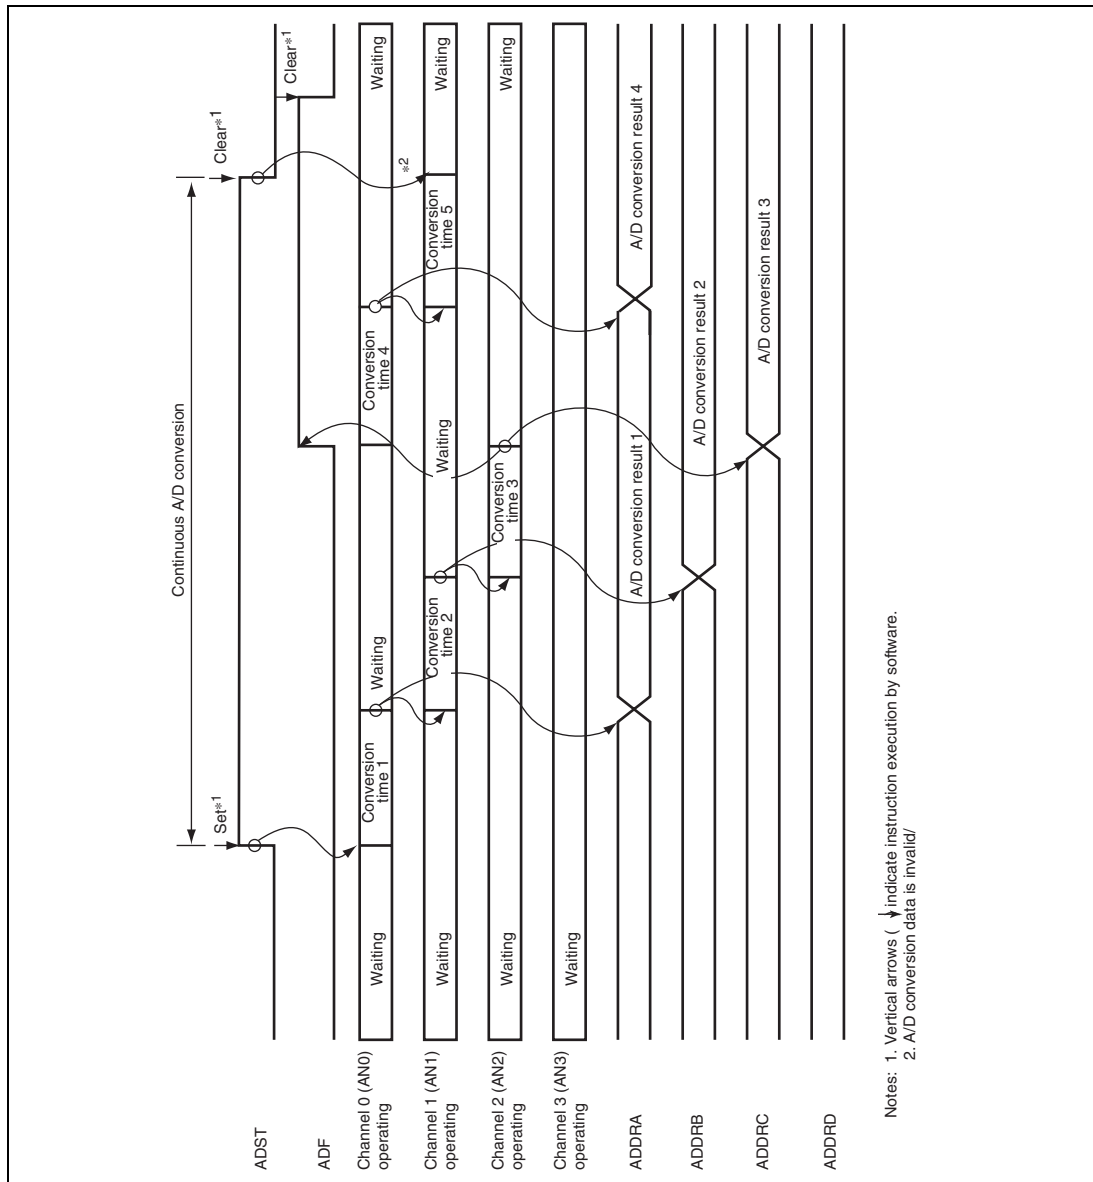 Continuous A/D conversion
Set*1
Clear*1
Clear*1
ADST
ADF
Channel 0 (AN0)
operating
Waiting
Conversion
time 1
Waiting
Conversion
time 4
Waiting
Channel 1 (AN1)
operating
Waiting
Conversion
time 2
Waiting
Conversion
time 5
*2
Waiting
Channel 2 (AN2)
operating
Waiting
Conversion
time 3
Waiting
Channel 3 (AN3)
operating
Waiting
ADDRA
A/D conversion result 1
A/D conversion result 4
ADDRB
A/D conversion result 2
ADDRC
A/D conversion result 3
ADDRD
Notes: 1. Vertical arrows ( ) indicate instruction execution by software.
2. A/D conversion data is invalid/